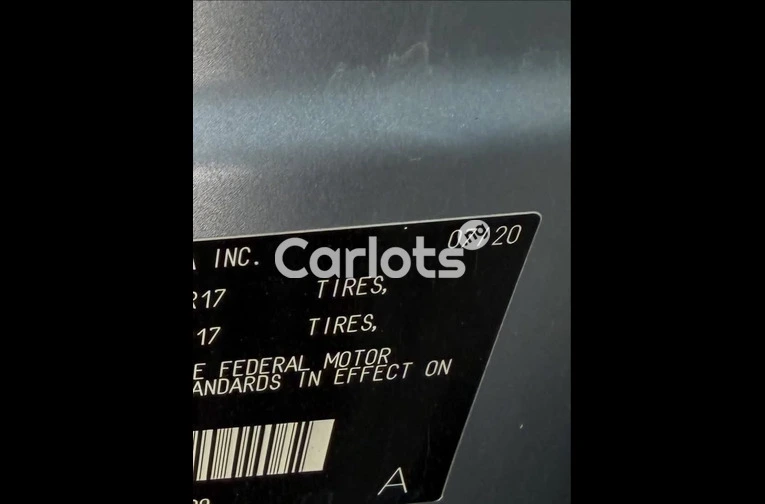 07/20
A INC.
Carlots
R17 TIRES,
17 TIRES,
E FEDERAL MOTOR
ANDARDS IN EFFECT ON
A